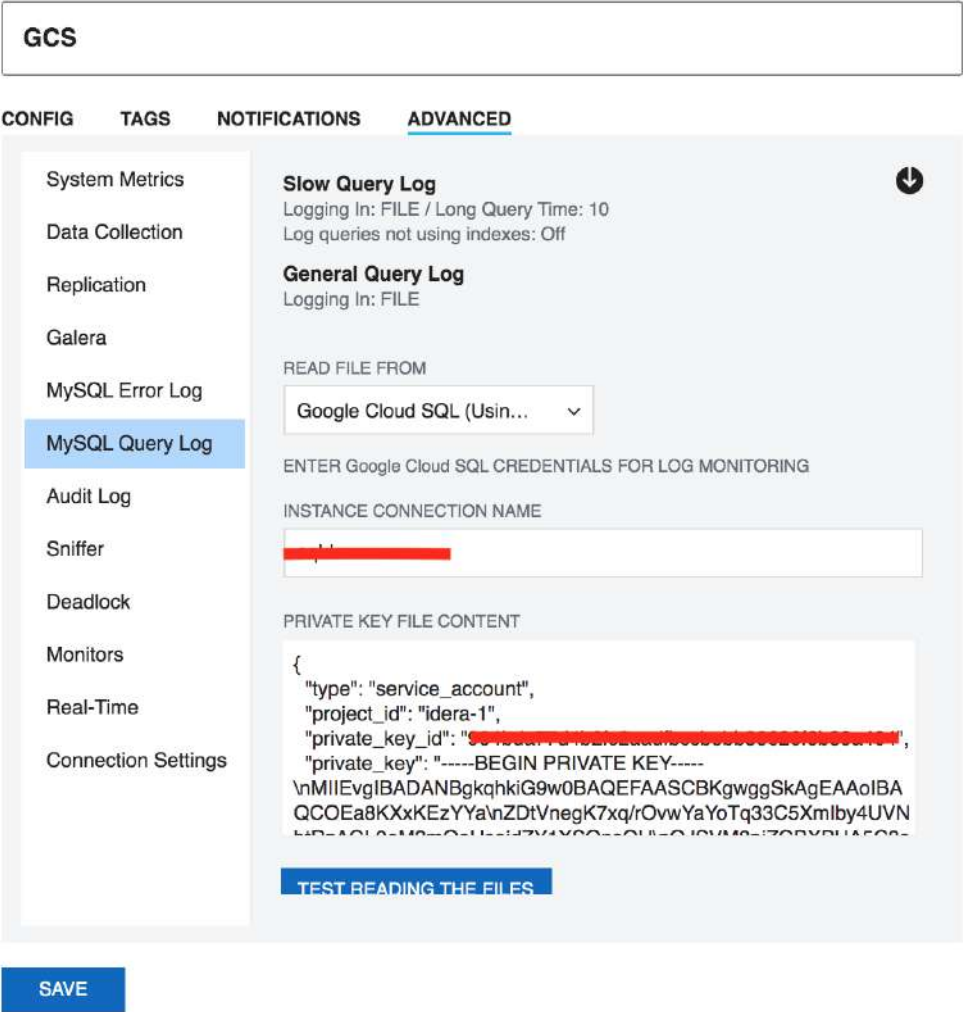 GCS
CONFIG TAGS NOTIFICATIONS ADVANCED
System Metrics
Data Collection
Replication
Galera
MySQL Error Log
MySQL Query Log
Audit Log
Sniffer
Deadlock
Monitors
Real-Time
Connection Settings
Slow Query Log
Logging In: FILE / Long Query Time: 10
Log queries not using indexes: Off
General Query Log
Logging In: FILE
READ FILE FROM
Google Cloud SQL (Usin...
ENTER Google Cloud SQL CREDENTIALS FOR LOG MONITORING
INSTANCE CONNECTION NAME
PRIVATE KEY FILE CONTENT
{
"type": "service_account",
"project_id": "idera-1",
"private_key_id": "
"private_key": "-----BEGIN PRIVATE KEY-----
\nMIIEvgIBADANBgkqhkiG9w0BAQEFAASCBKgwggSkAgEAAoIBA
QCOEa8KXxKEzYYa\nZDtVnegK7xq/rOvwYaYoTq33C5Xmlby4UVN
TEST READING THE FILES
SAVE